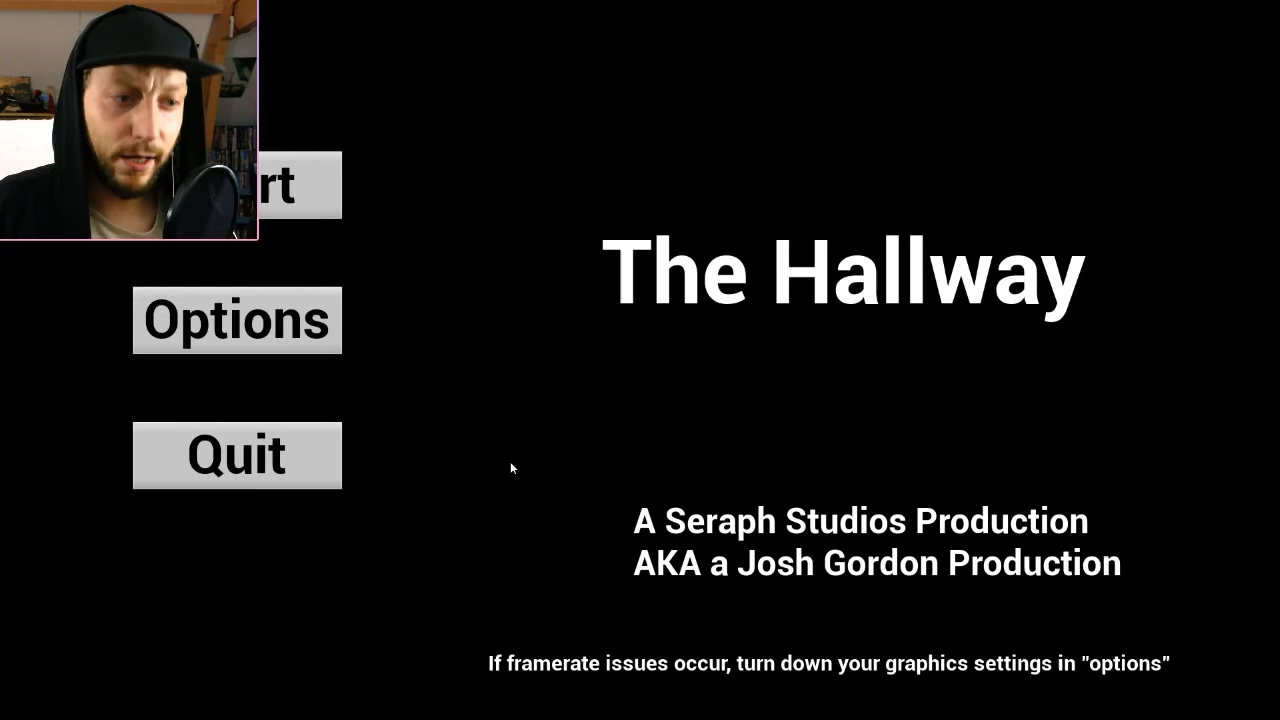 rt
Options
Quit
The Hallway
A Seraph Studios Production
AKA a Josh Gordon Production
If framerate issues occur, turn down your graphics settings in "options"